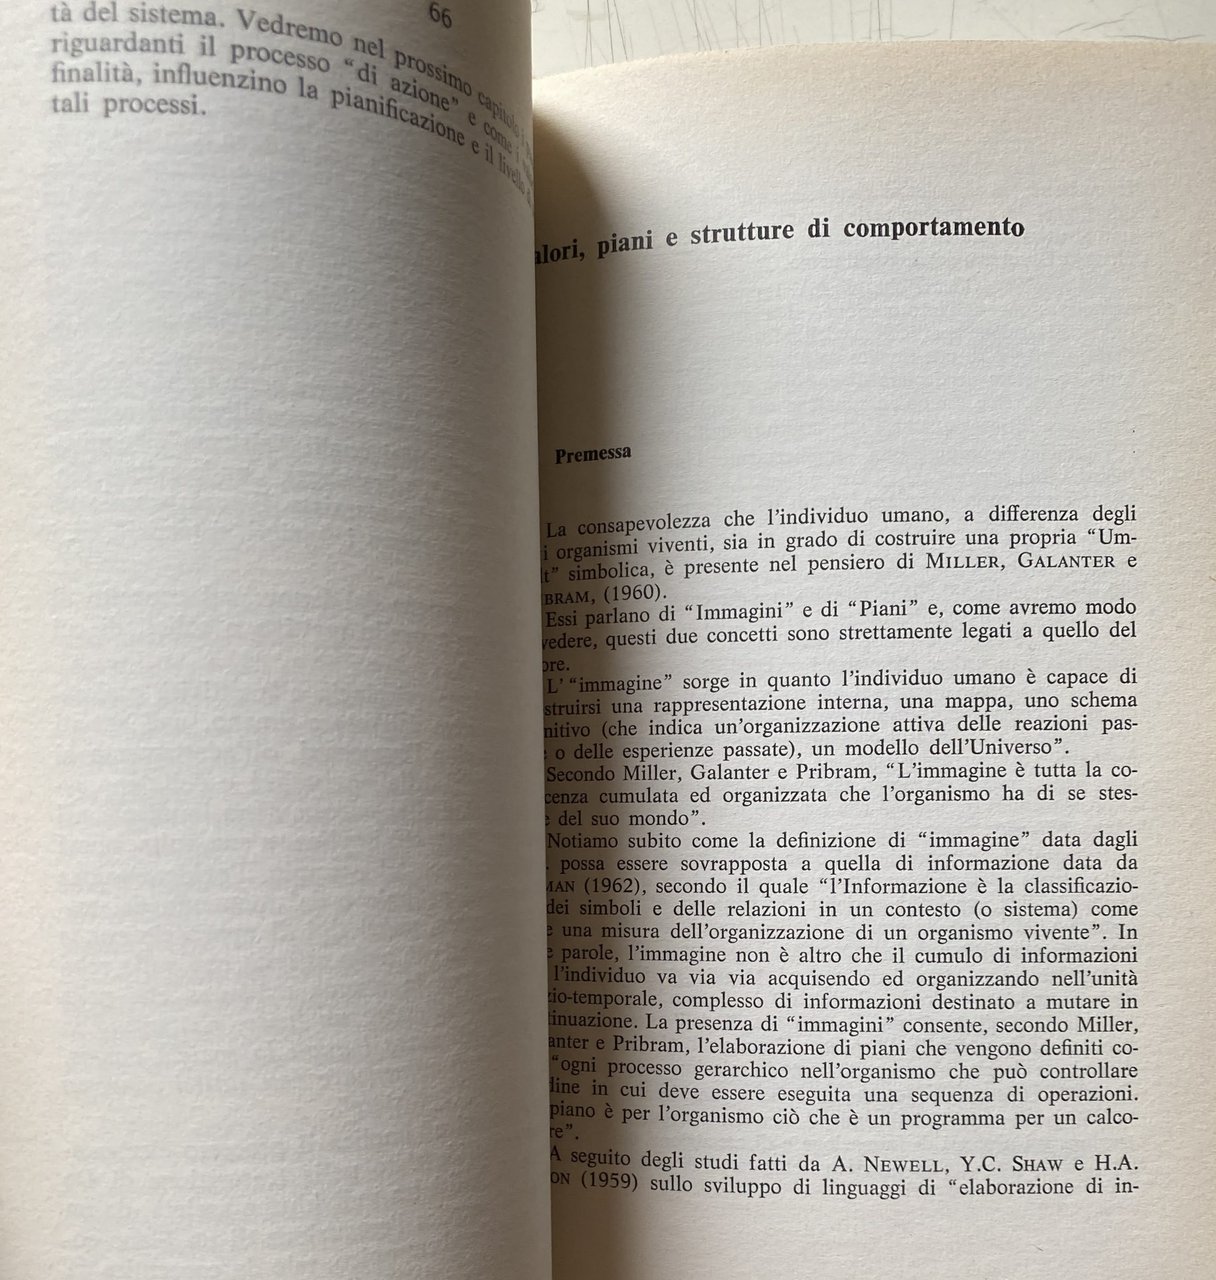 66
tà del sistema. Vedremo nel prossimo capitolo i
riguardanti il processo “di azione” e come i
finalità, influenzino la pianificazione e il livello di
tali processi.
alori, piani e strutture di comportamento
Premessa
La consapevolezza che l’individuo umano, a differenza degli
i organismi viventi, sia in grado di costruire una propria “Um-
t” simbolica, è presente nel pensiero di MILLER, GALANTER e
BRAM, (1960).
Essi parlano di “Immagini” e di “Piani” e, come avremo modo
vedere, questi due concetti sono strettamente legati a quello del
ore.
L’ “immagine” sorge in quanto l’individuo umano è capace di
struirsi una rappresentazione interna, una mappa, uno schema
nitivo (che indica un’organizzazione attiva delle reazioni pas-
e o delle esperienze passate), un modello dell’Universo”.
Secondo Miller, Galanter e Pribram, “L’immagine è tutta la co-
cenza cumulata ed organizzata che l’organismo ha di se stes-
e del suo mondo”.
Notiamo subito come la definizione di “immagine” data dagli
. possa essere sovrapposta a quella di informazione data da
MAN (1962), secondo il quale “l’Informazione è la classificazio-
dei simboli e delle relazioni in un contesto (o sistema) come
e una misura dell’organizzazione di un organismo vivente”. In
e parole, l’immagine non è altro che il cumulo di informazioni
l’individuo va via via acquisendo ed organizzando nell’unità
zio-temporale, complesso di informazioni destinato a mutare in
tinuazione. La presenza di “immagini” consente, secondo Miller,
anter e Pribram, l’elaborazione di piani che vengono definiti co-
“ogni processo gerarchico nell’organismo che può controllare
dine in cui deve essere eseguita una sequenza di operazioni.
piano è per l’organismo ciò che è un programma per un calco-
re”.
A seguito degli studi fatti da A. NEWELL, Y.C. SHAW e H.A.
ON (1959) sullo sviluppo di linguaggi di “elaborazione di in-